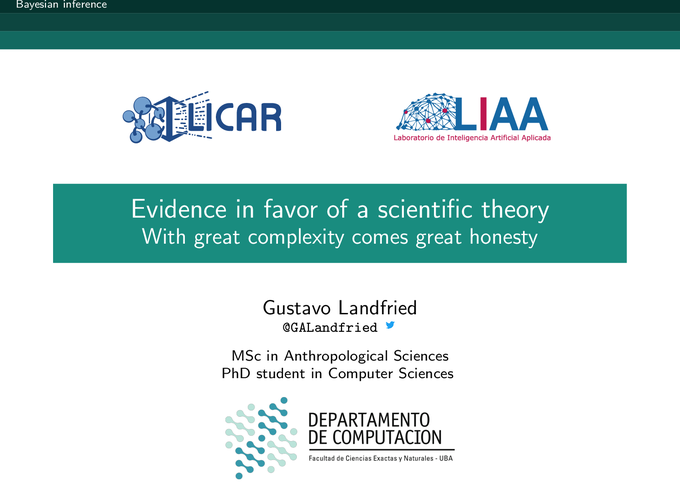 Bayesian inference
LICAR
LIAA
Laboratorio de Inteligencia Artificial Aplicada
Evidence in favor of a scientific theory
With great complexity comes great honesty
Gustavo Landfried
@GALandfried
MSc in Anthropological Sciences
PhD student in Computer Sciences
DEPARTAMENTO
DE COMPUTACION
Facultad de Ciencias Exactas y Naturales - UBA